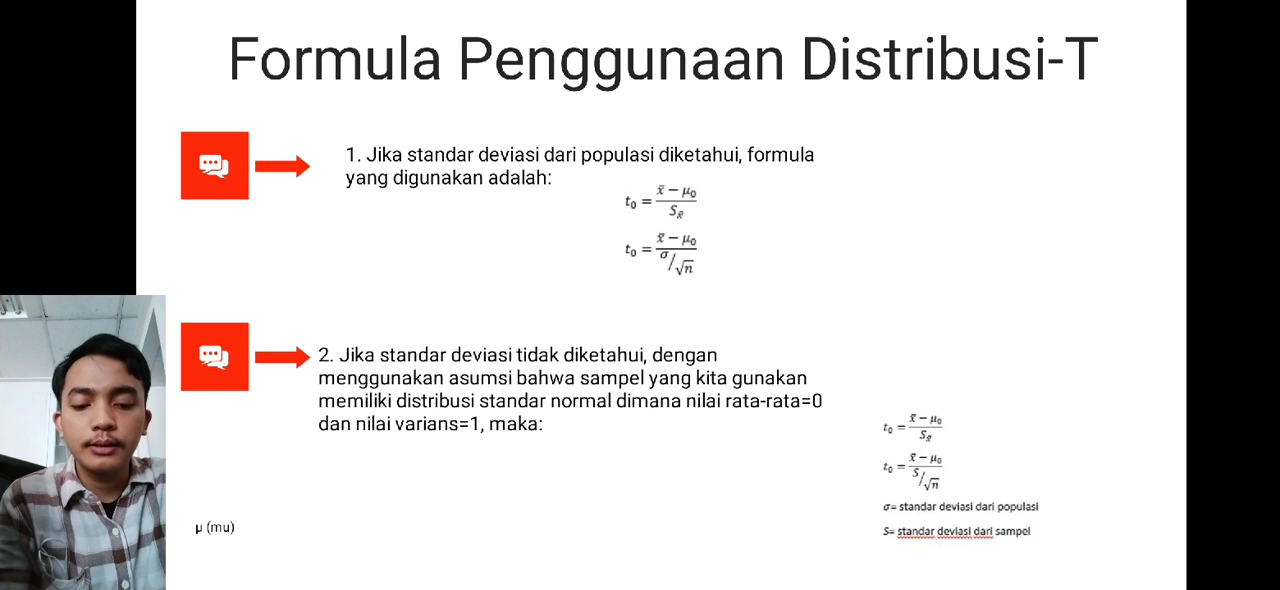 Formula Penggunaan Distribusi-T
1. Jika standar deviasi dari populasi diketahui, formula
yang digunakan adalah:
t₀ = (x̄ − μ₀) / Sx̄
t₀ = (x̄ − μ₀) / (σ/√n)
2. Jika standar deviasi tidak diketahui, dengan
menggunakan asumsi bahwa sampel yang kita gunakan
memiliki distribusi standar normal dimana nilai rata-rata=0
dan nilai varians=1, maka:
t₀ = (x̄ − μ₀) / Sx̄
t₀ = (x̄ − μ₀) / (S/√n)
σ= standar deviasi dari populasi
S= standar deviasi dari sampel
μ (mu)